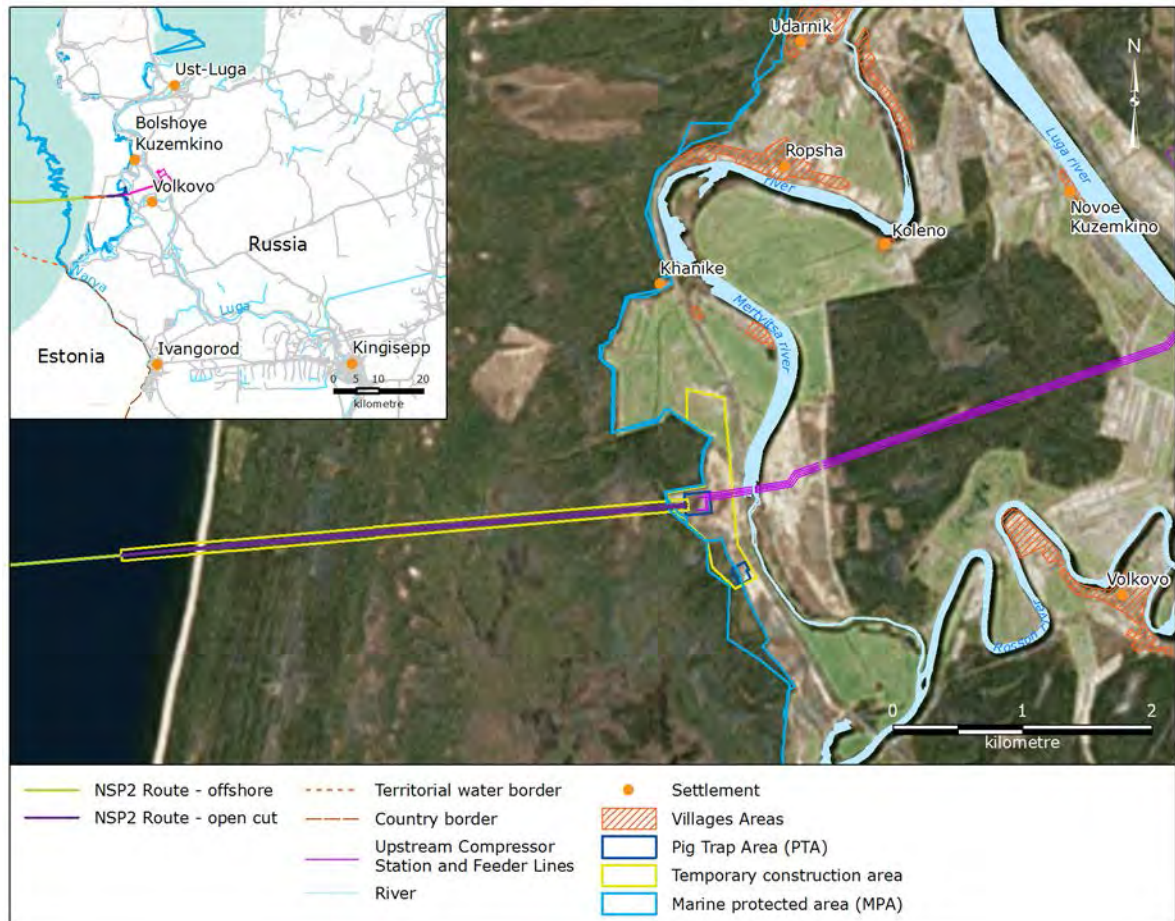 Ust-Luga
Bolshoye
Kuzemkino
Volkovo
Russia
Narva
Luga
Estonia
Ivangorod
Kingisepp
0 5 10 20
kilometre
Udarnik
N
Luga river
Ropsha
river
Novoe
Kuzemkino
Koleno
Khanike
Mertvitsa river
Volkovo
Rosson river
0 1 2
kilometre
NSP2 Route - offshore
NSP2 Route - open cut
Territorial water border
Country border
Upstream Compressor
Station and Feeder Lines
River
Settlement
Villages Areas
Pig Trap Area (PTA)
Temporary construction area
Marine protected area (MPA)